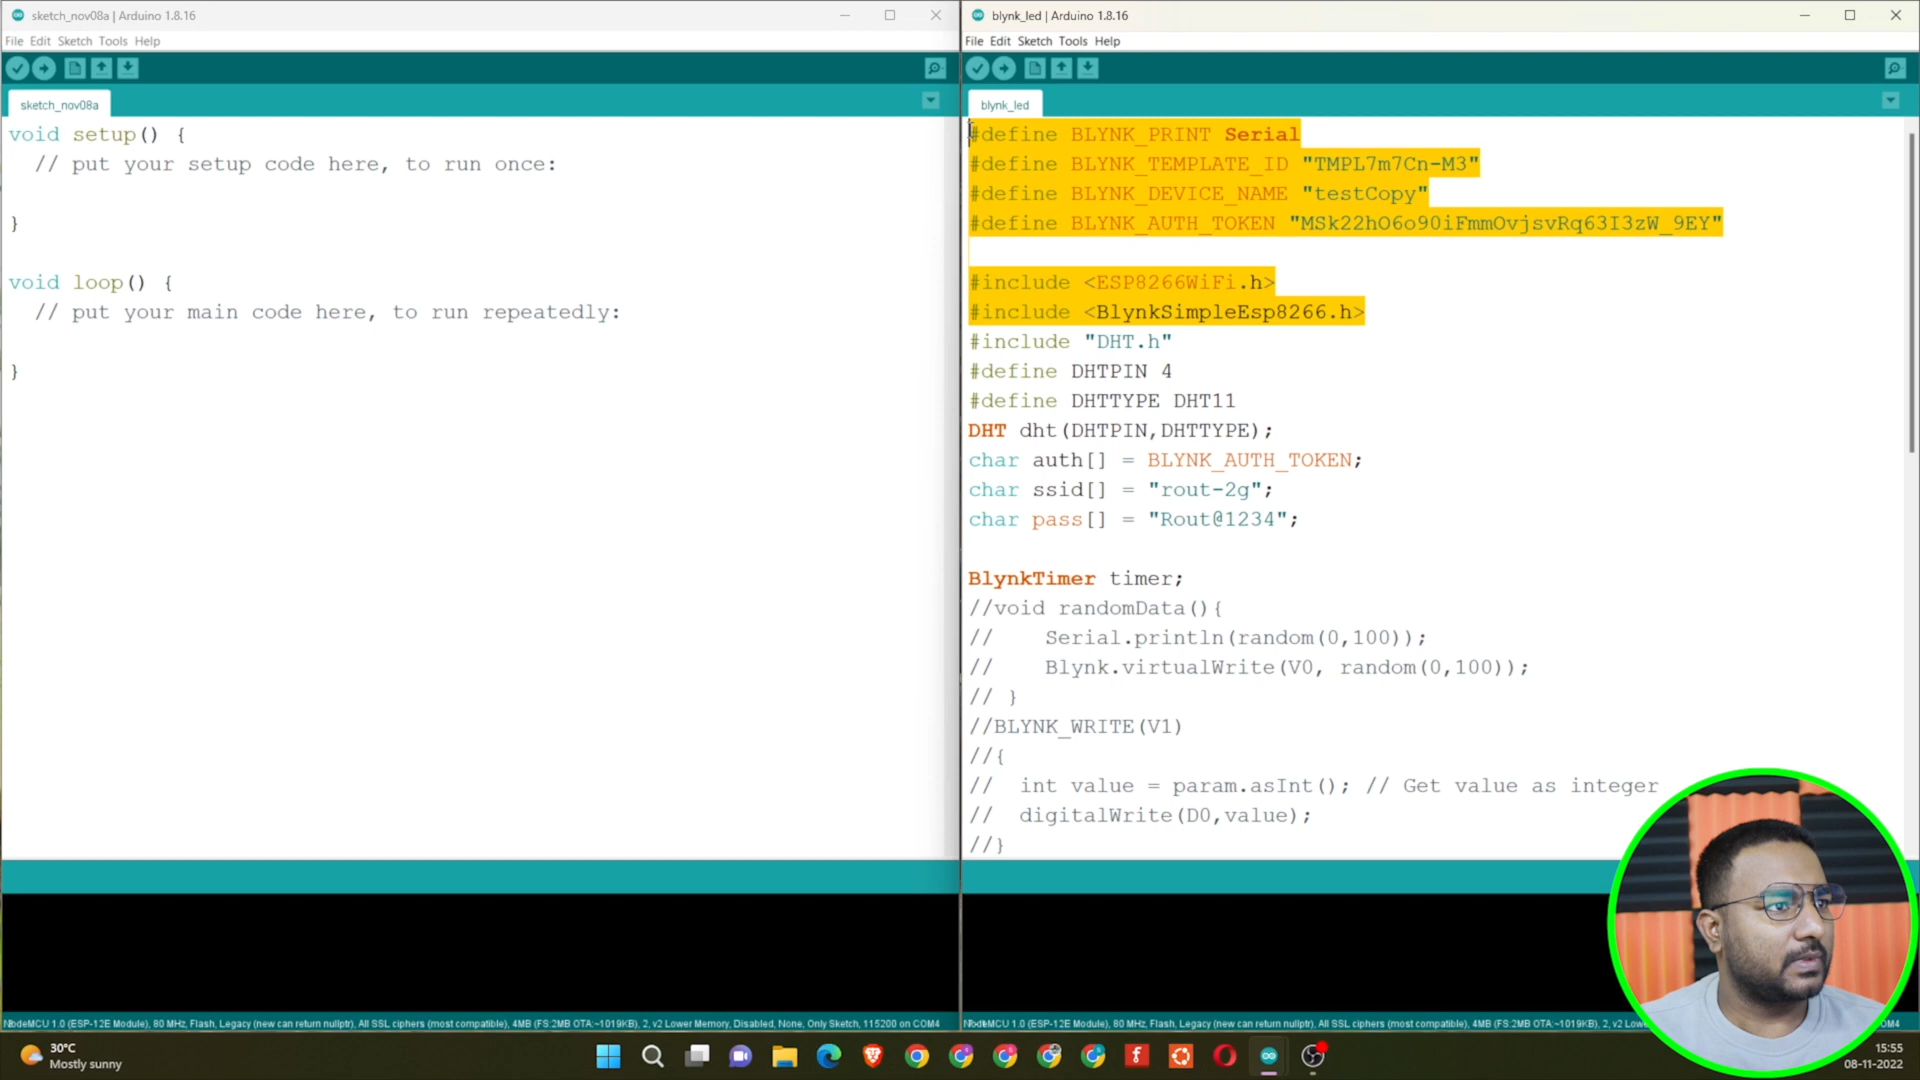 sketch_nov08a | Arduino 1.8.16
File Edit Sketch Tools Help
sketch_nov08a
void setup() {
// put your setup code here, to run once:
}
void loop() {
// put your main code here, to run repeatedly:
}
NodeMCU 1.0 (ESP-12E Module), 80 MHz, Flash, Legacy (new can return nullptr), All SSL ciphers (most compatible), 4MB (FS:2MB OTA:~1019KB), 2, v2 Lower Memory, Disabled, None, Only Sketch, 115200 on COM4
blynk_led | Arduino 1.8.16
File Edit Sketch Tools Help
blynk_led
#define BLYNK_PRINT Serial
#define BLYNK_TEMPLATE_ID "TMPL7m7Cn-M3"
#define BLYNK_DEVICE_NAME "testCopy"
#define BLYNK_AUTH_TOKEN "MSk22hO6o90iFmmOvjsvRq63I3zW_9EY"
#include <ESP8266WiFi.h>
#include <BlynkSimpleEsp8266.h>
#include "DHT.h"
#define DHTPIN 4
#define DHTTYPE DHT11
DHT dht(DHTPIN,DHTTYPE);
char auth[] = BLYNK_AUTH_TOKEN;
char ssid[] = "rout-2g";
char pass[] = "Rout@1234";
BlynkTimer timer;
//void randomData(){
// Serial.println(random(0,100));
// Blynk.virtualWrite(V0, random(0,100));
// }
//BLYNK_WRITE(V1)
//{
// int value = param.asInt(); // Get value as integer
// digitalWrite(D0,value);
//}
NodeMCU 1.0 (ESP-12E Module), 80 MHz, Flash, Legacy (new can return nullptr), All SSL ciphers (most compatible), 4MB (FS:2MB OTA:~1019KB), 2, v2 COM4
30°C
Mostly sunny
15:55
08-11-2022